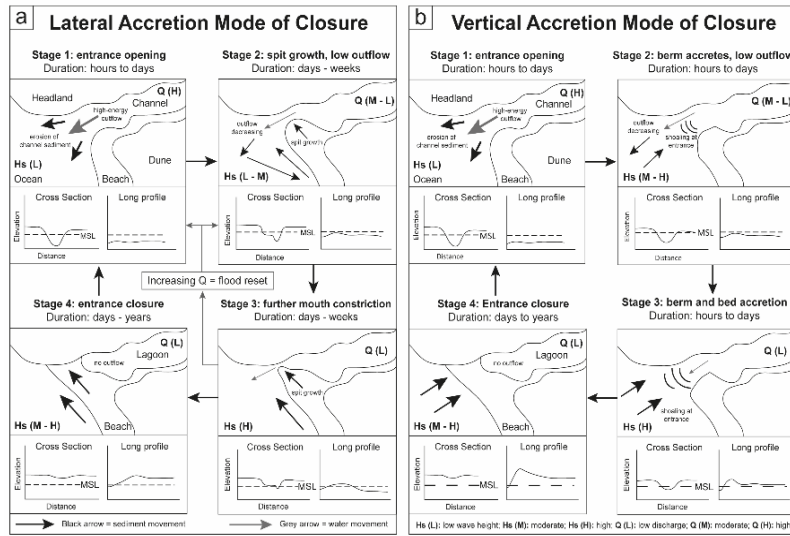 a
Lateral Accretion Mode of Closure
Stage 1: entrance opening
Duration: hours to days
Headland
Q (H)
Channel
high-energy
outflow
erosion of
channel sediment
Hs (L)
Ocean
Beach
Dune
Cross Section
Long profile
Elevation
MSL
Distance
Stage 2: spit growth, low outflow
Duration: days - weeks
Q (M - L)
outflow
decreasing
spit growth
Hs (L - M)
Cross Section
Long profile
Elevation
MSL
Distance
Increasing Q = flood reset
Stage 4: entrance closure
Duration: days - years
Q (L)
Lagoon
no outflow
Hs (M - H)
Beach
Cross Section
Long profile
Elevation
MSL
Distance
Stage 3: further mouth constriction
Duration: days - weeks
Q (L)
spit growth
Hs (H)
Cross Section
Long profile
Elevation
MSL
Distance
Black arrow = sediment movement
Grey arrow = water movement
b
Vertical Accretion Mode of Closure
Stage 1: entrance opening
Duration: hours to days
Headland
Q (H)
Channel
high-energy
outflow
erosion of
channel sediment
Hs (L)
Ocean
Beach
Dune
Cross Section
Long profile
Elevation
MSL
Distance
Stage 2: berm accretes, low outflow
Duration: hours to days
Q (M - L)
outflow
decreasing
shoaling at
entrance
Hs (M - H)
Cross Section
Long profile
Elevation
MSL
Distance
Stage 4: Entrance closure
Duration: days to years
Q (L)
Lagoon
no outflow
Hs (M - H)
Beach
Cross Section
Long profile
Elevation
MSL
Distance
Stage 3: berm and bed accretion
Duration: hours to days
Q (L)
shoaling at
entrance
Hs (H)
Cross Section
Long profile
Elevation
MSL
Distance
Hs (L): low wave height; Hs (M): moderate; Hs (H): high: Q (L): low discharge; Q (M): moderate; Q (H): high